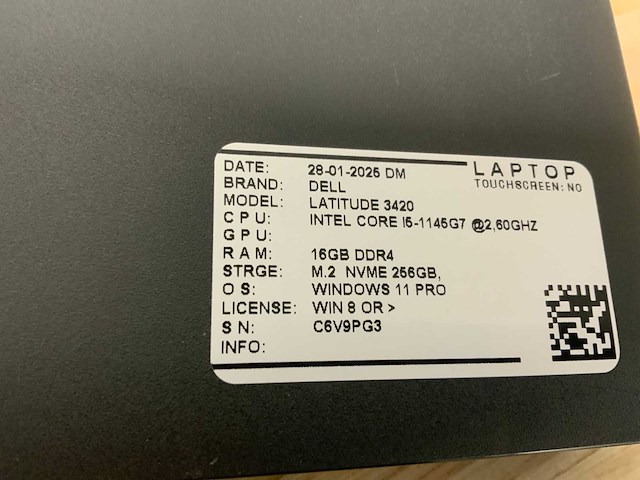 LAPTOP
TOUCHSCREEN: NO
DATE: 28-01-2025 DM
BRAND: DELL
MODEL: LATITUDE 3420
CPU: INTEL CORE I5-1145G7 @2,60GHZ
GPU:
RAM: 16GB DDR4
STRGE: M.2 NVME 256GB,
OS: WINDOWS 11 PRO
LICENSE: WIN 8 OR >
SN: C6V9PG3
INFO: